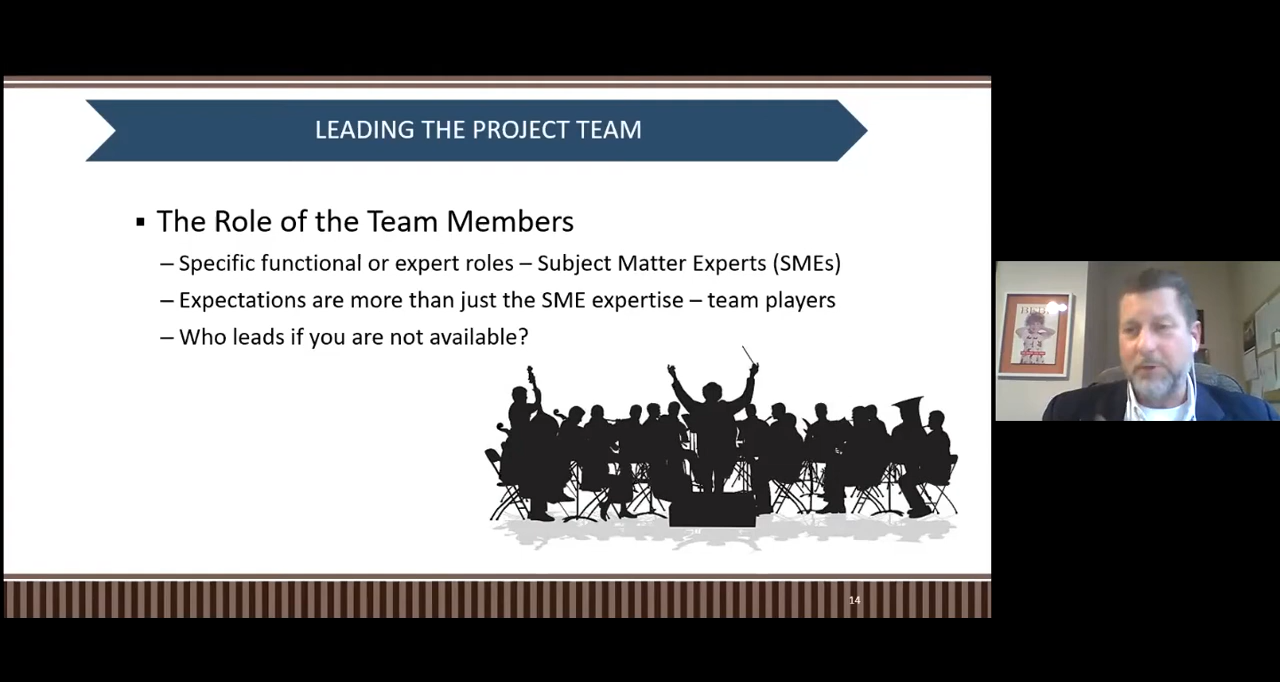 LEADING THE PROJECT TEAM
▪ The Role of the Team Members
– Specific functional or expert roles – Subject Matter Experts (SMEs)
– Expectations are more than just the SME expertise – team players
– Who leads if you are not available?
14